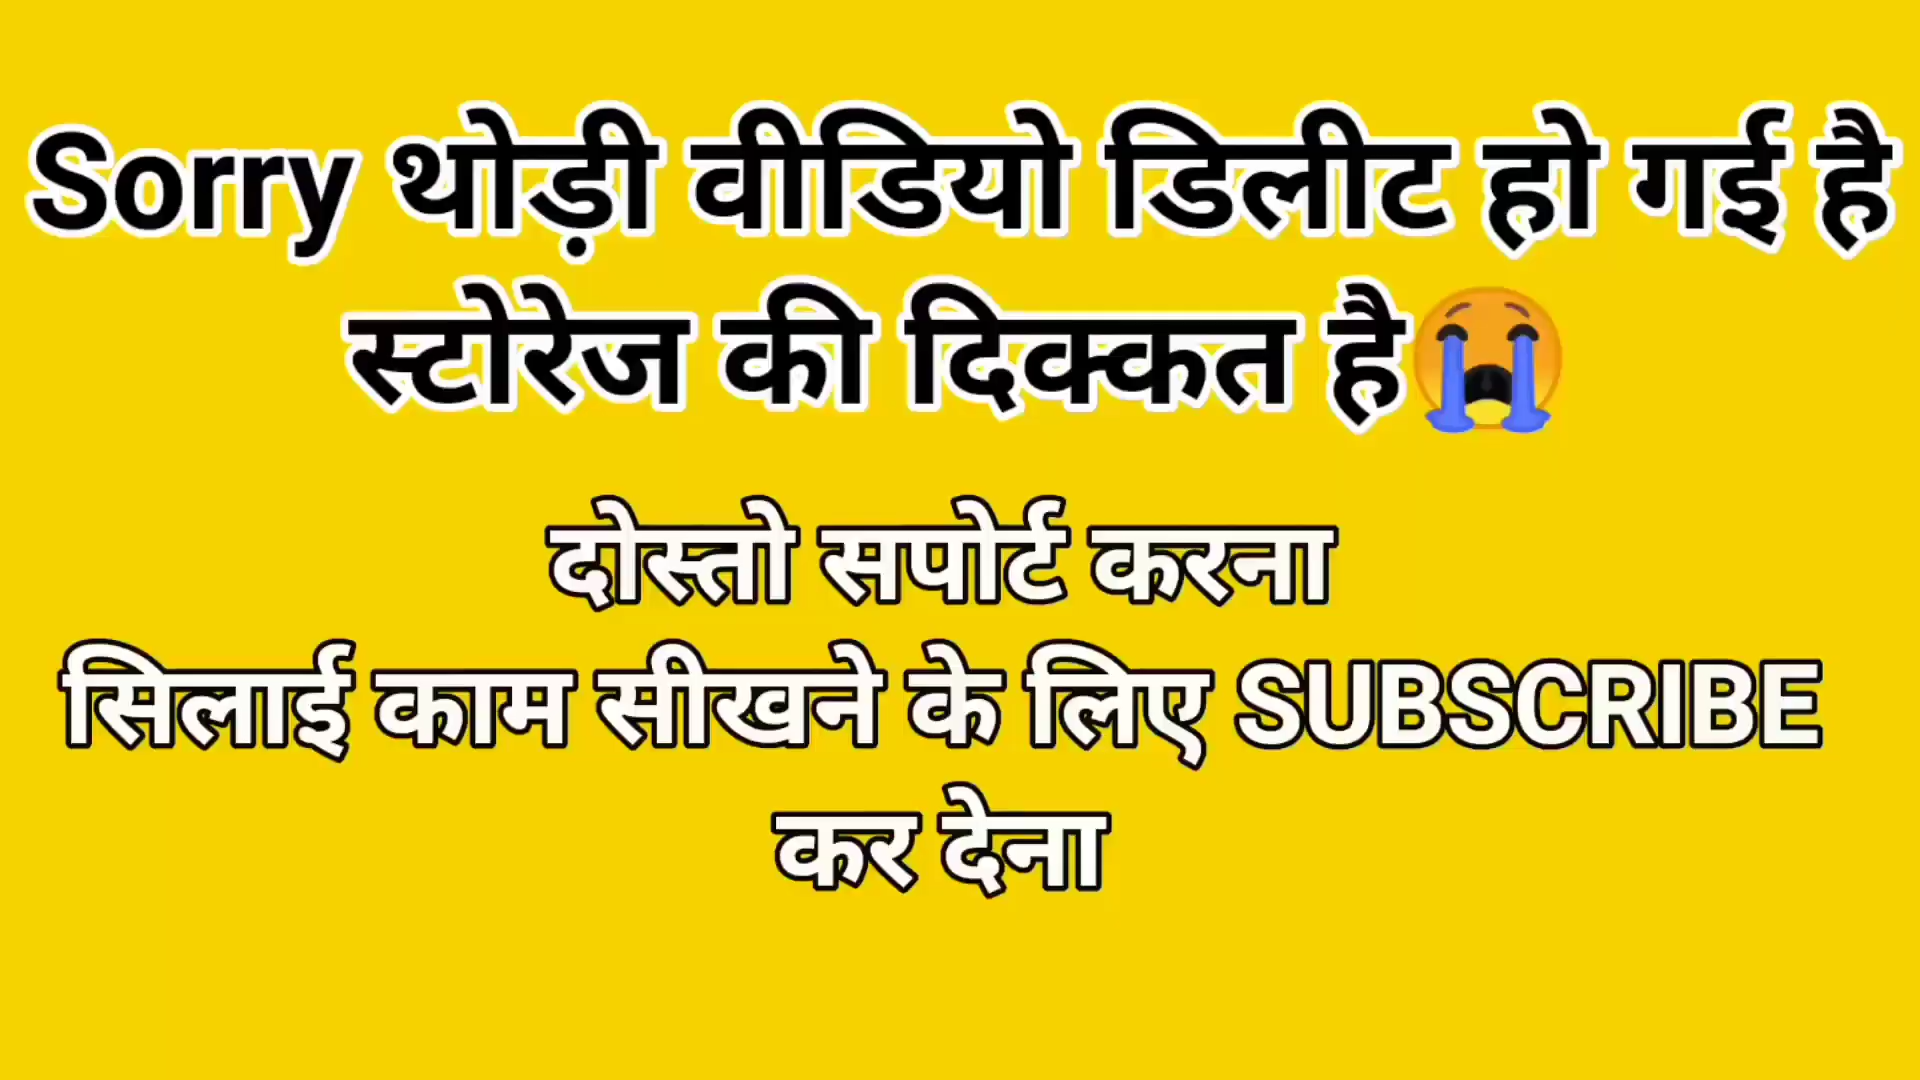 Sorry थोड़ी वीडियो डिलीट हो गई है
स्टोरेज की दिक्कत है😭
दोस्तो सपोर्ट करना
सिलाई काम सीखने के लिए SUBSCRIBE
कर देना